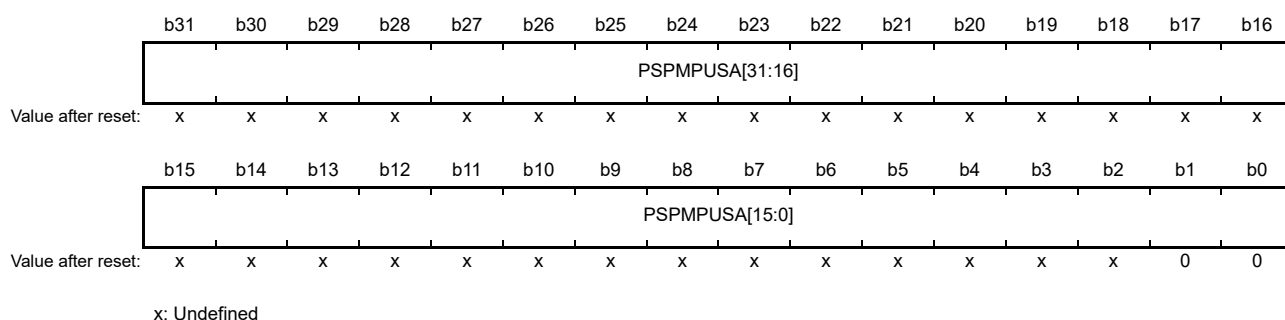 b31 b30 b29 b28 b27 b26 b25 b24 b23 b22 b21 b20 b19 b18 b17 b16
PSPMPUSA[31:16]
Value after reset: x x x x x x x x x x x x x x x x
b15 b14 b13 b12 b11 b10 b9 b8 b7 b6 b5 b4 b3 b2 b1 b0
PSPMPUSA[15:0]
Value after reset: x x x x x x x x x x x x x x 0 0
x: Undefined